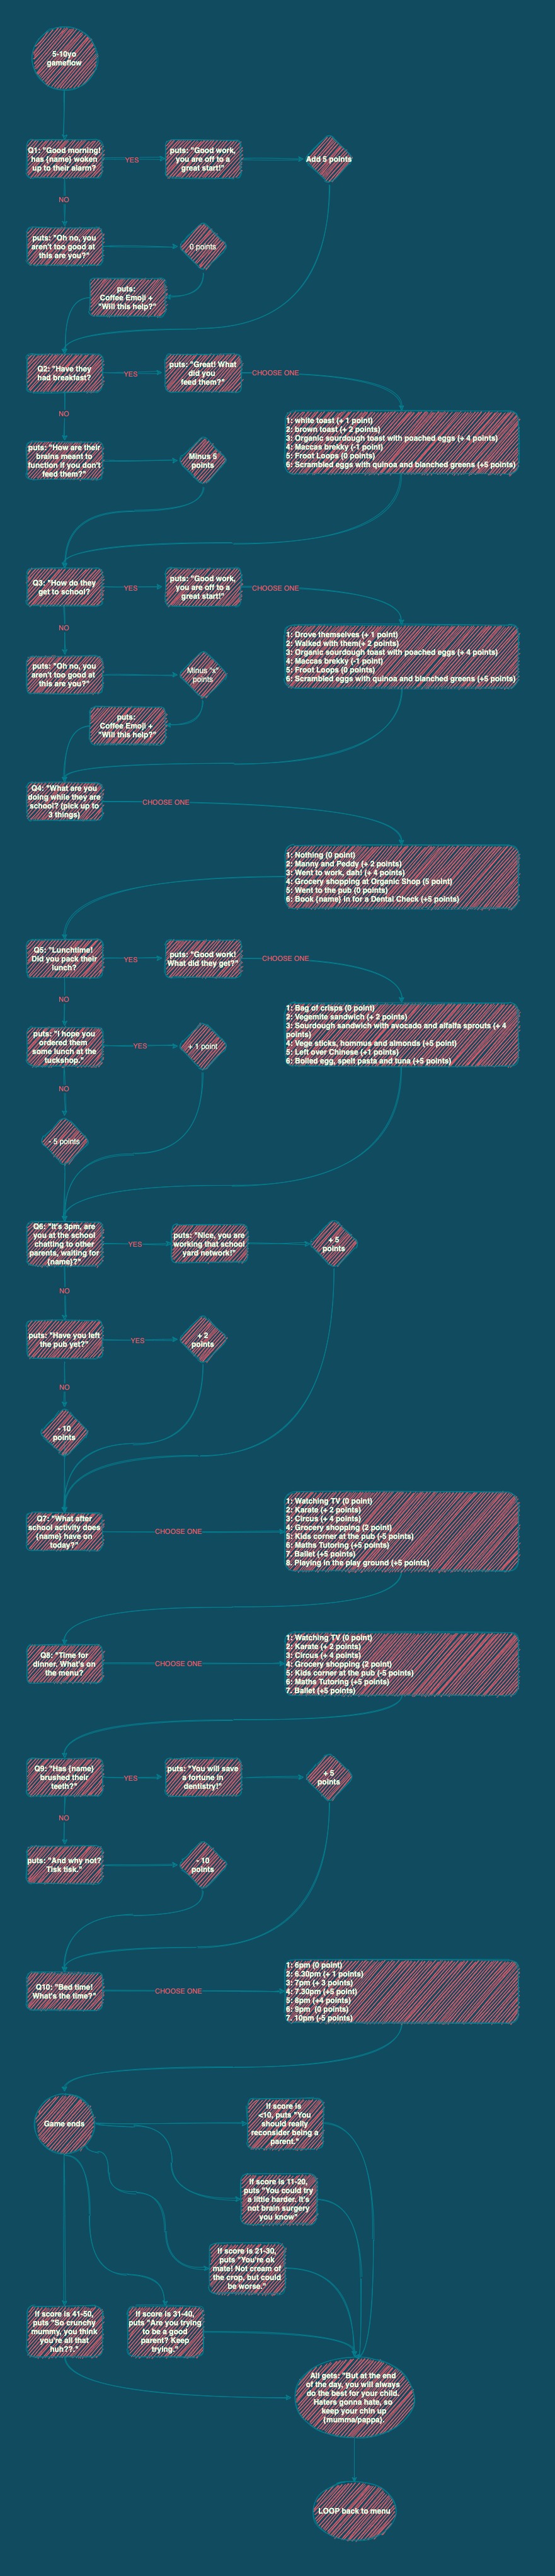 5-10yo
gameflow
Q1: "Good morning!
has {name} woken
up to their alarm?
YES
puts: "Good work,
you are off to a
great start!"
Add 5 points
NO
puts: "Oh no, you
aren't too good at
this are you?"
0 points
puts:
Coffee Emoji +
"Will this help?"
Q2: "Have they
had breakfast?
YES
puts: "Great! What
did you
feed them?"
CHOOSE ONE
1: white toast (+ 1 point)
2: brown toast (+ 2 points)
3: Organic sourdough toast with poached eggs (+ 4 points)
4: Maccas brekky (-1 point)
5: Froot Loops (0 points)
6: Scrambled eggs with quinoa and blanched greens (+5 points)
NO
puts: "How are their
brains meant to
function if you don't
feed them?"
Minus 5
points
Q3: "How do they
get to school?
YES
puts: "Good work,
you are off to a
great start!"
CHOOSE ONE
1: Drove themselves (+ 1 point)
2: Walked with them(+ 2 points)
3: Organic sourdough toast with poached eggs (+ 4 points)
4: Maccas brekky (-1 point)
5: Froot Loops (0 points)
6: Scrambled eggs with quinoa and blanched greens (+5 points)
NO
puts: "Oh no, you
aren't too good at
this are you?"
Minus "x"
points
puts:
Coffee Emoji +
"Will this help?"
Q4: "What are you
doing while they are
school? (pick up to
3 things)
CHOOSE ONE
1: Nothing (0 point)
2: Manny and Peddy (+ 2 points)
3: Went to work, dah! (+ 4 points)
4: Grocery shopping at Organic Shop (5 point)
5: Went to the pub (0 points)
6: Book {name} in for a Dental Check (+5 points)
Q5: "Lunchtime!
Did you pack their
lunch?
YES
puts: "Good work!
What did they get?"
CHOOSE ONE
1: Bag of crisps (0 point)
2: Vegemite sandwich (+ 2 points)
3: Sourdough sandwich with avocado and alfalfa sprouts (+ 4
points)
4: Vege sticks, hommus and almonds (+5 point)
5: Left over Chinese (+1 points)
6: Boiled egg, spelt pasta and tuna (+5 points)
NO
puts: "I hope you
ordered them
some lunch at the
tuckshop."
YES
+ 1 point
NO
- 5 points
Q6: "It's 3pm, are
you at the school
chatting to other
parents, waiting for
{name}?"
YES
puts: "Nice, you are
working that school
yard network!"
+ 5
points
NO
puts: "Have you left
the pub yet?"
YES
+ 2
points
NO
- 10
points
Q7: "What after
school activity does
{name} have on
today?"
CHOOSE ONE
1: Watching TV (0 point)
2: Karate (+ 2 points)
3: Circus (+ 4 points)
4: Grocery shopping (2 point)
5: Kids corner at the pub (-5 points)
6: Maths Tutoring (+5 points)
7. Ballet (+5 points)
8. Playing in the play ground (+5 points)
Q8: "Time for
dinner. What's on
the menu?
CHOOSE ONE
1: Watching TV (0 point)
2: Karate (+ 2 points)
3: Circus (+ 4 points)
4: Grocery shopping (2 point)
5: Kids corner at the pub (-5 points)
6: Maths Tutoring (+5 points)
7. Ballet (+5 points)
Q9: "Has {name}
brushed their
teeth?"
YES
puts: "You will save
a fortune in
dentistry!"
+ 5
points
NO
puts: "And why not?
Tisk tisk."
- 10
points
Q10: "Bed time!
What's the time?"
CHOOSE ONE
1: 6pm (0 point)
2: 6.30pm (+ 1 points)
3: 7pm (+ 3 points)
4: 7.30pm (+5 point)
5: 8pm (+4 points)
6: 9pm (0 points)
7. 10pm (-5 points)
Game ends
If score is
<10, puts "You
should really
reconsider being a
parent."
If score is 11-20,
puts "You could try
a little harder. It's
not brain surgery
you know"
If score is 21-30,
puts "You're ok
mate! Not cream of
the crop, but could
be worse."
If score is 41-50,
puts "So crunchy
mummy, you think
you're all that
huh??."
If score is 31-40,
puts "Are you trying
to be a good
parent? Keep
trying."
All gets: "But at the end
of the day, you will always
do the best for your child.
Haters gonna hate, so
keep your chin up
(mumma/pappa).
LOOP back to menu